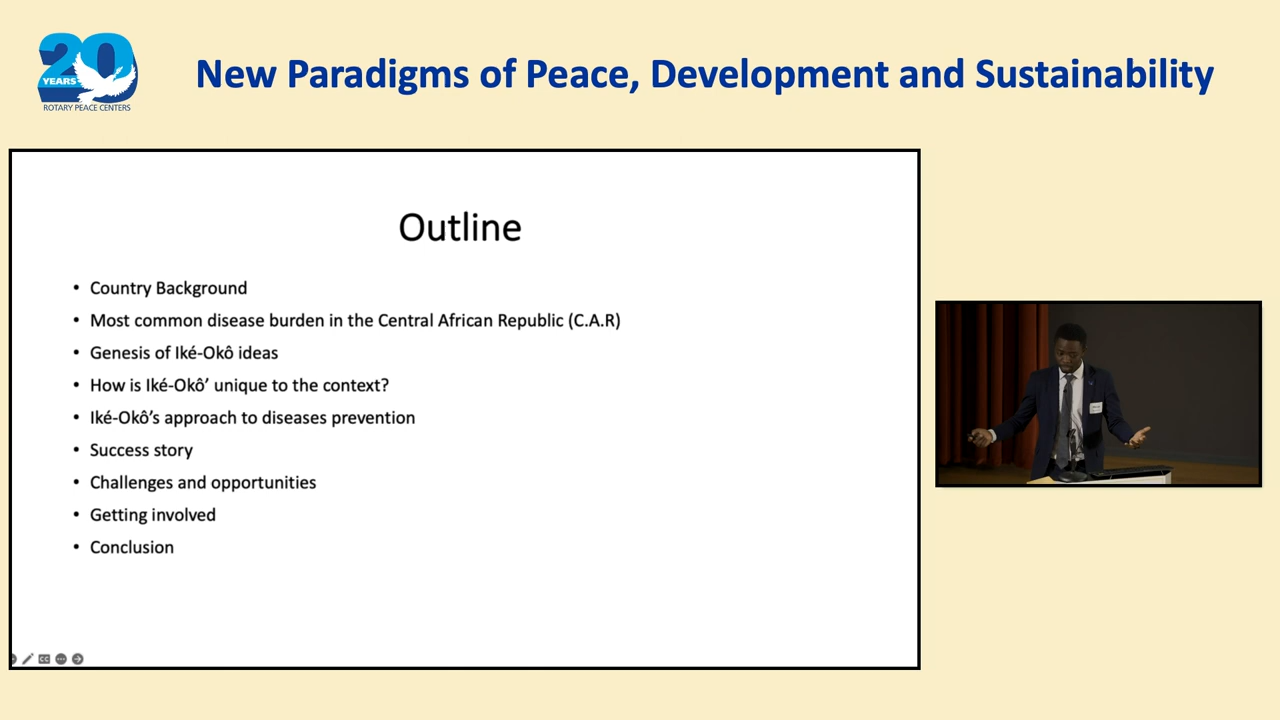 20
YEARS
ROTARY PEACE CENTERS
New Paradigms of Peace, Development and Sustainability
Outline
• Country Background
• Most common disease burden in the Central African Republic (C.A.R)
• Genesis of Iké-Okô ideas
• How is Iké-Okô’ unique to the context?
• Iké-Okô’s approach to diseases prevention
• Success story
• Challenges and opportunities
• Getting involved
• Conclusion
CC